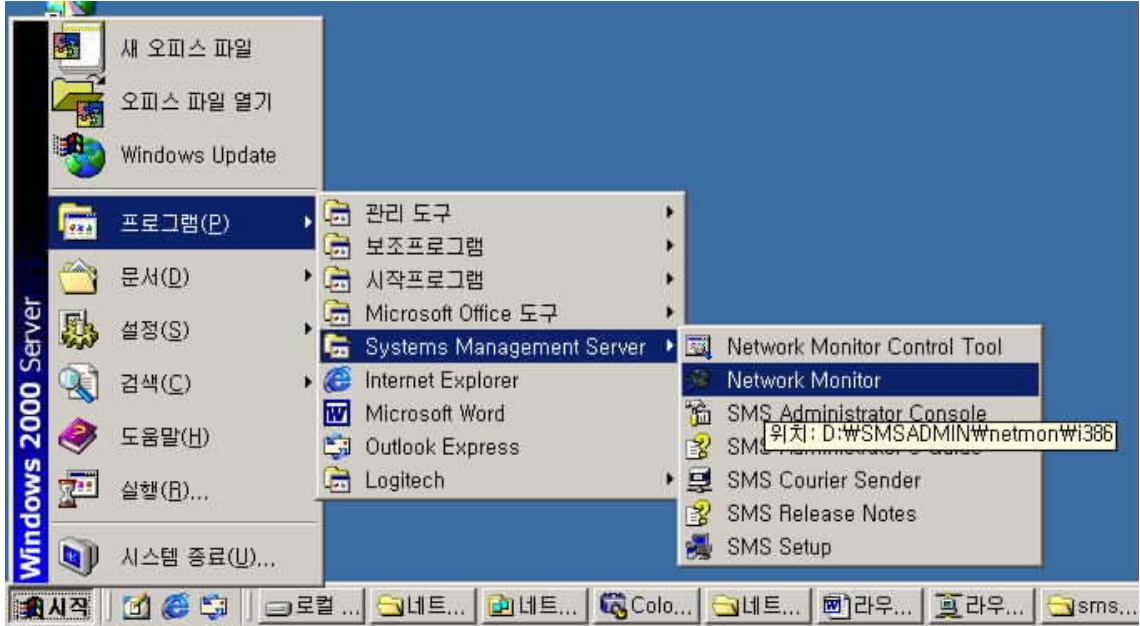 새 오피스 파일
오피스 파일 열기
Windows Update
프로그램(P)
문서(D)
설정(S)
검색(C)
도움말(H)
실행(R)...
시스템 종료(U)...
Windows 2000 Server
관리 도구
보조프로그램
시작프로그램
Microsoft Office 도구
Systems Management Server
Internet Explorer
Microsoft Word
Outlook Express
Logitech
Network Monitor Control Tool
Network Monitor
SMS Administrator Console
위치: D:₩SMSADMIN₩netmon₩i386
SMS Administrator's Guide
SMS Courier Sender
SMS Release Notes
SMS Setup
시작
로컬 ...
네트...
네트...
Colo...
네트...
라우...
라우...
sms...